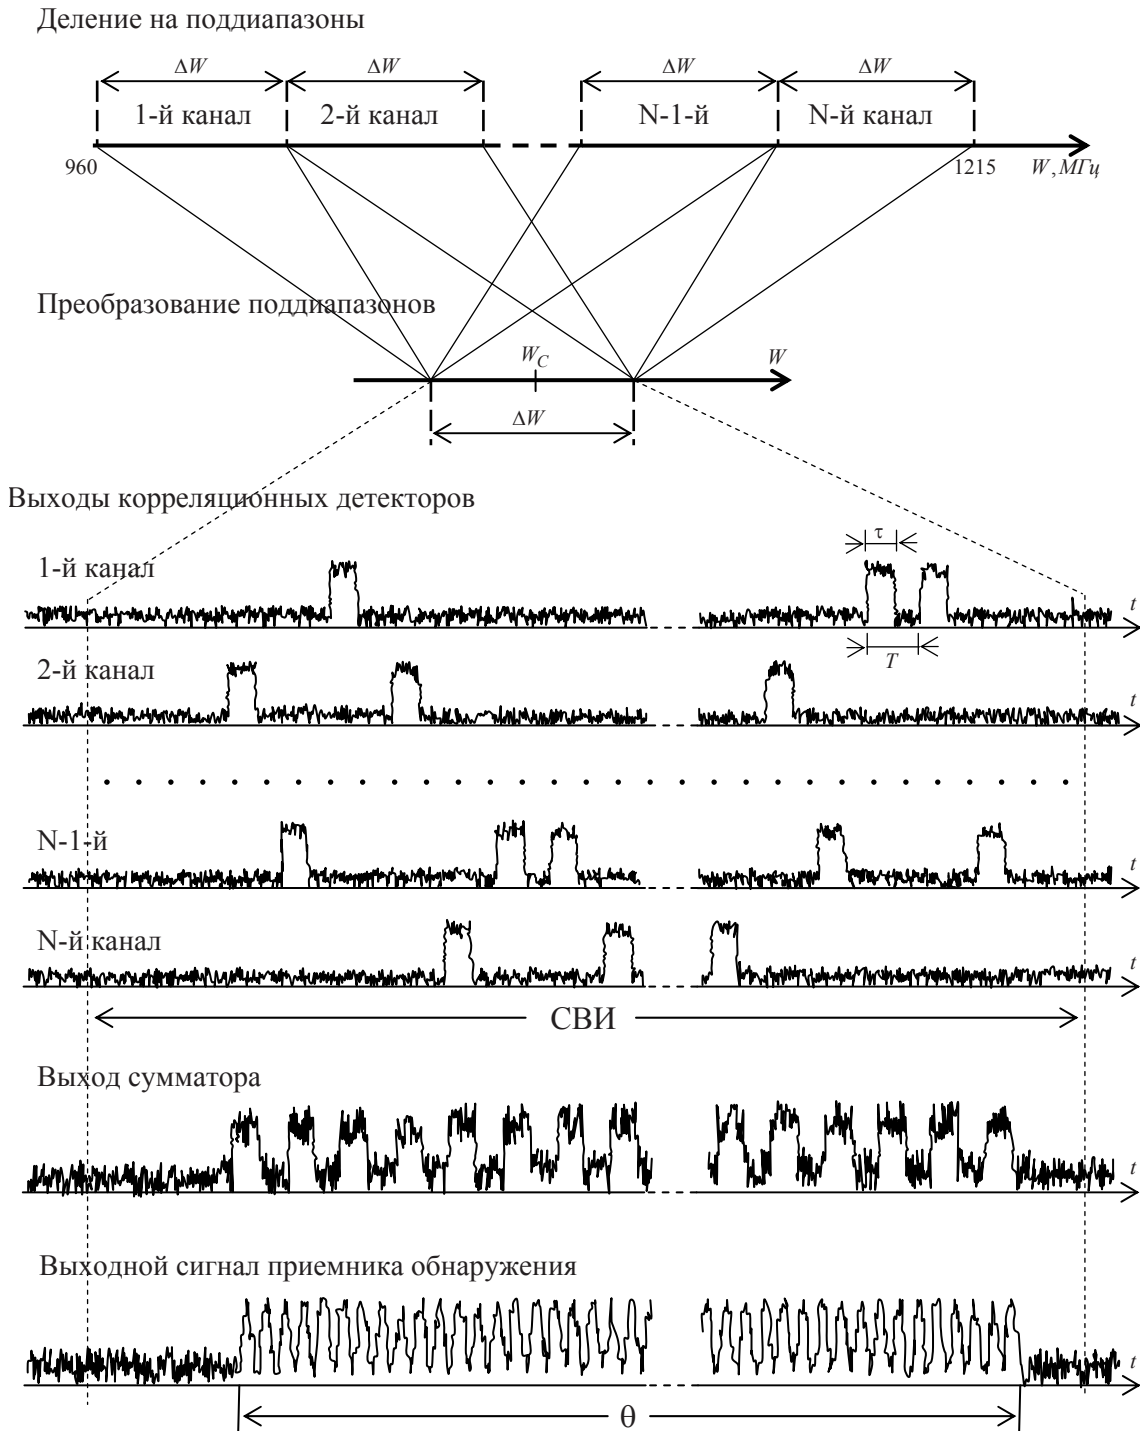 Деление на поддиапазоны
ΔW ΔW ΔW ΔW
1-й канал 2-й канал N-1-й N-й канал
960 1215 W, МГц
Преобразование поддиапазонов
W_C W
ΔW
Выходы корреляционных детекторов
τ
1-й канал
t
T
2-й канал
t
N-1-й
t
N-й канал
t
СВИ
Выход сумматора
t
Выходной сигнал приемника обнаружения
t
θ